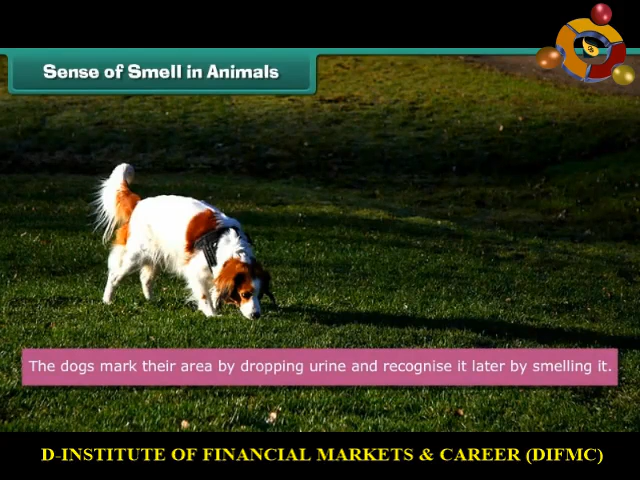 Sense of Smell in Animals
The dogs mark their area by dropping urine and recognise it later by smelling it.
D-INSTITUTE OF FINANCIAL MARKETS & CAREER (DIFMC)